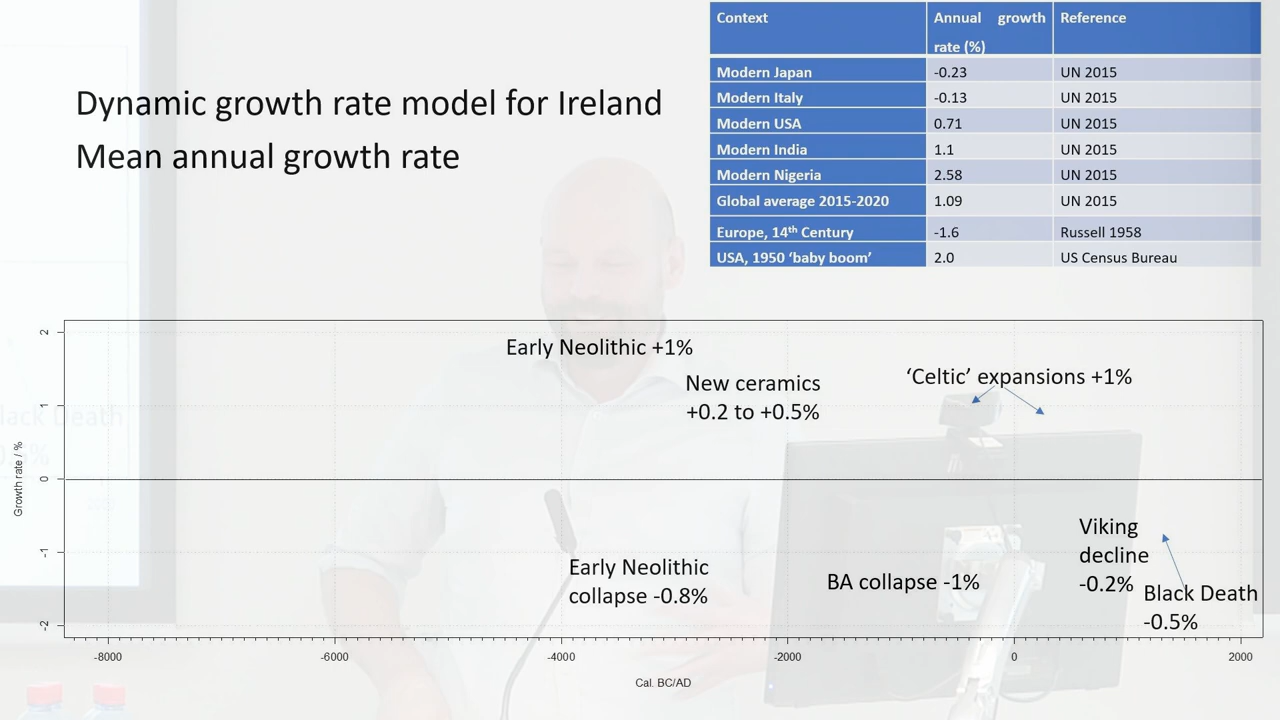 Dynamic growth rate model for Ireland
Mean annual growth rate
Context Annual growth rate (%) Reference
Modern Japan -0.23 UN 2015
Modern Italy -0.13 UN 2015
Modern USA 0.71 UN 2015
Modern India 1.1 UN 2015
Modern Nigeria 2.58 UN 2015
Global average 2015-2020 1.09 UN 2015
Europe, 14th Century -1.6 Russell 1958
USA, 1950 ‘baby boom’ 2.0 US Census Bureau
Early Neolithic +1%
New ceramics
+0.2 to +0.5%
‘Celtic’ expansions +1%
Early Neolithic
collapse -0.8%
BA collapse -1%
Viking
decline
-0.2%
Black Death
-0.5%
lack Death
Growth rate / %
2
1
0
-1
-2
-8000 -6000 -4000 -2000 0 2000
Cal. BC/AD